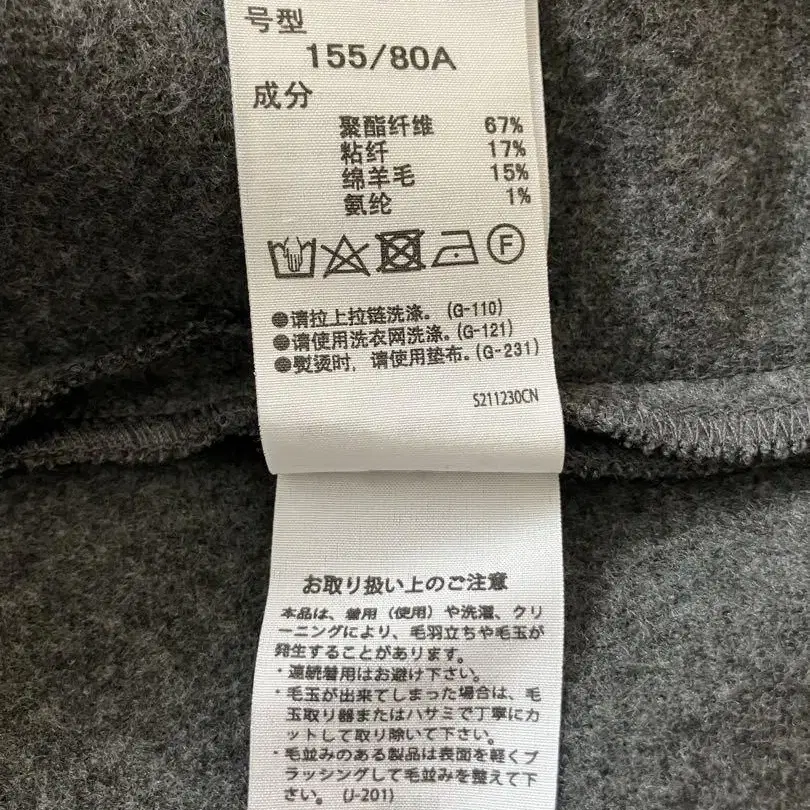 号型
155/80A
成分
聚酯纤维 67%
粘纤 17%
绵羊毛 15%
氨纶 1%
F
●请拉上拉链洗涤。(G-110)
●请使用洗衣网洗涤。(G-121)
●熨烫时，请使用垫布。(G-231)
S211230CN
お取り扱い上のご注意
本品は、着用（使用）や洗濯、クリ
ーニングにより、毛羽立ちや毛玉が
発生することがあります。
・連続着用はお避け下さい。
・毛玉が出来てしまった場合は、毛
玉取り器またはハサミで丁寧にカ
ットして取り除いて下さい。
・毛並みのある製品は表面を軽くブ
ラッシングして毛並みを整えて下
さい。(J-201)